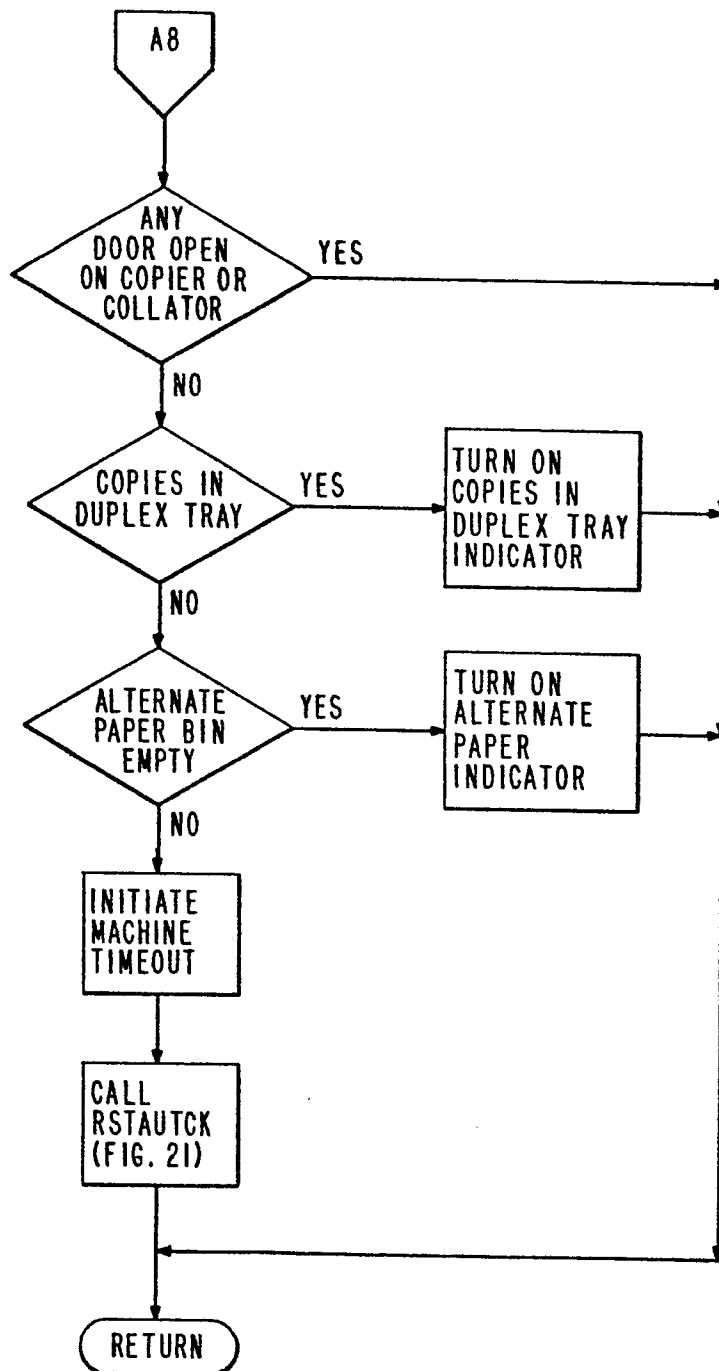 A8
ANY
DOOR OPEN
ON COPIER OR
COLLATOR
YES
NO
COPIES IN
DUPLEX TRAY
YES
TURN ON
COPIES IN
DUPLEX TRAY
INDICATOR
NO
ALTERNATE
PAPER BIN
EMPTY
YES
TURN ON
ALTERNATE
PAPER
INDICATOR
NO
INITIATE
MACHINE
TIMEOUT
CALL
RSTAUTCK
(FIG. 21)
RETURN